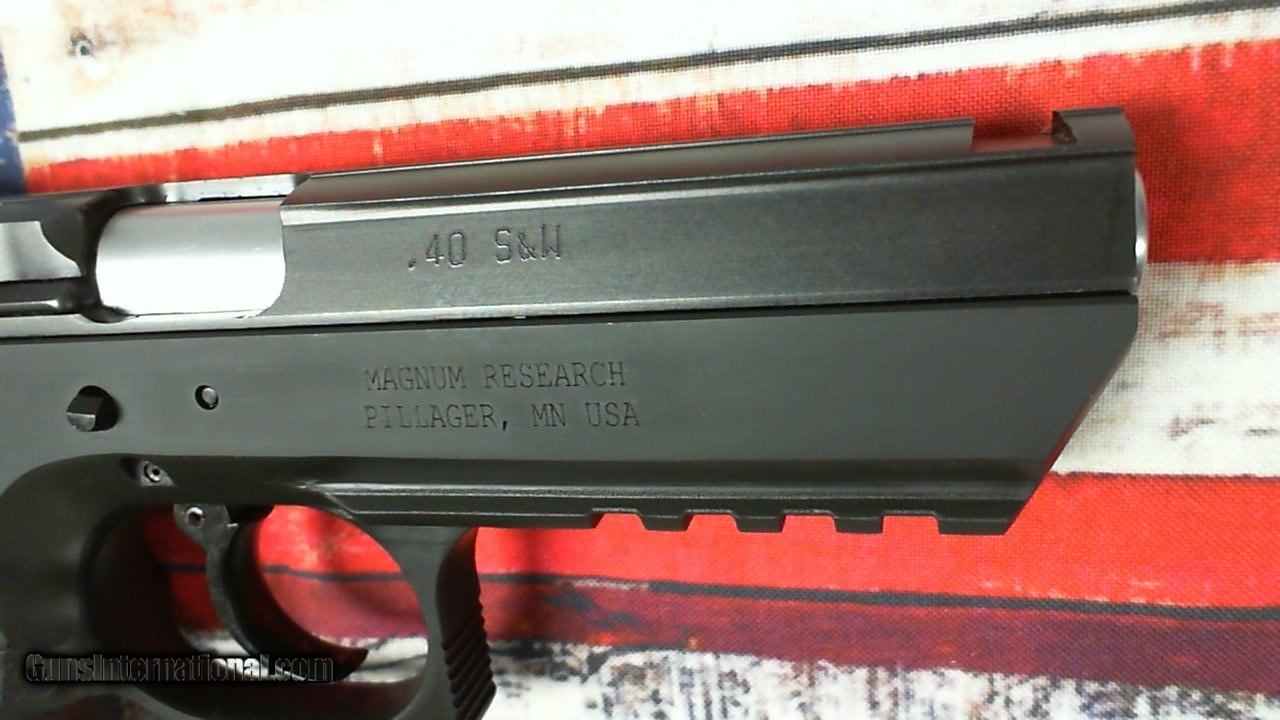 .40 S&W
MAGNUM RESEARCH
PILLAGER, MN USA
GunsInternational.com